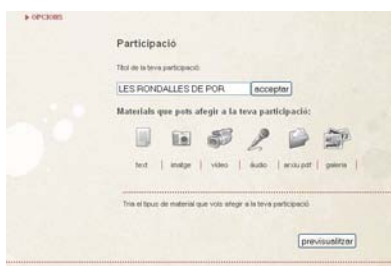 OPCIONS
Participació
Títol de la teva participació:
LES RONDALLES DE POR acceptar
Materials que pots afegir a la teva participació:
text | imatge | vídeo | àudio | arxiu pdf | galeria |
Tria el tipus de material que vols afegir a la teva participació
previsualitzar